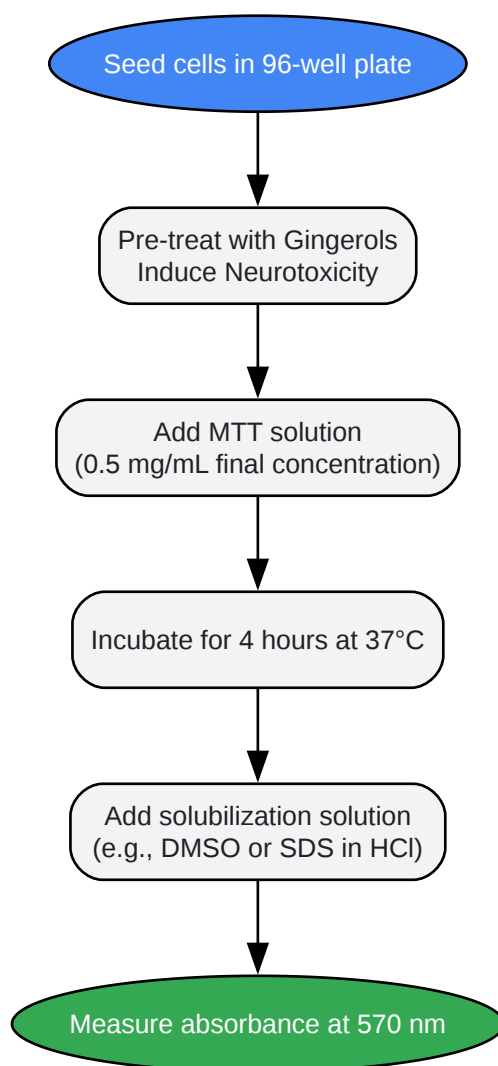 Seed cells in 96-well plate
Pre-treat with Gingerols
Induce Neurotoxicity
Add MTT solution
(0.5 mg/mL final concentration)
Incubate for 4 hours at 37°C
Add solubilization solution
(e.g., DMSO or SDS in HCl)
Measure absorbance at 570 nm